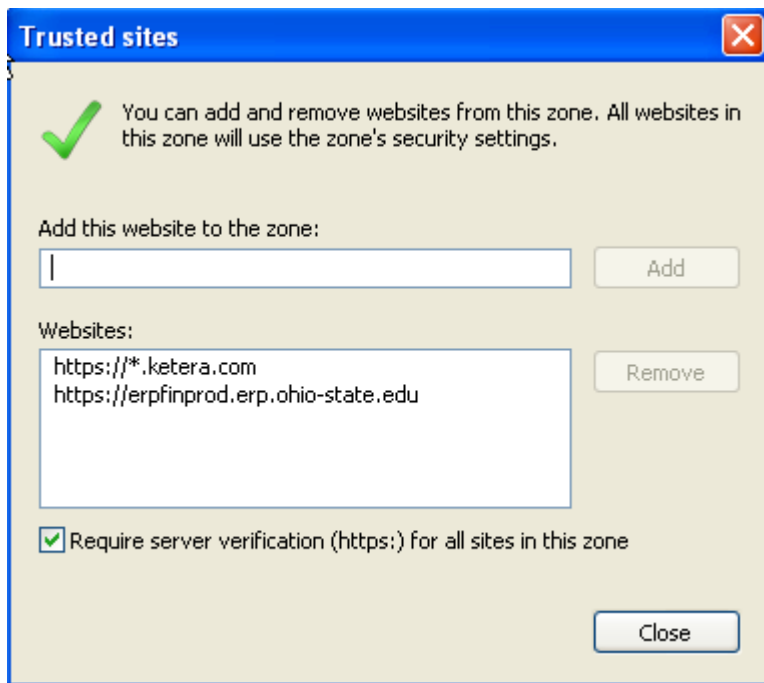 Trusted sites
You can add and remove websites from this zone. All websites in
this zone will use the zone's security settings.
Add this website to the zone:
Add
Websites:
https://*.ketera.com
https://erpfinprod.erp.ohio-state.edu
Remove
Require server verification (https:) for all sites in this zone
Close